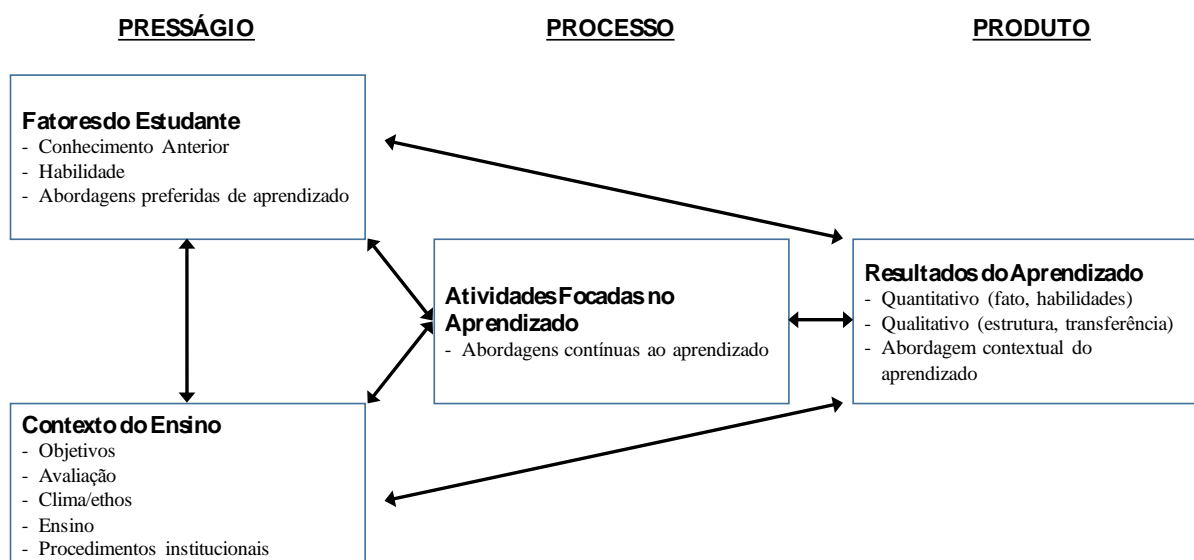 PRESSÁGIO
PROCESSO
PRODUTO
Fatores do Estudante
- Conhecimento Anterior
- Habilidade
- Abordagens preferidas de aprendizado
Atividades Focadas no
Aprendizado
- Abordagens contínuas ao aprendizado
Resultados do Aprendizado
- Quantitativo (fato, habilidades)
- Qualitativo (estrutura, transferência)
- Abordagem contextual do
aprendizado
Contexto do Ensino
- Objetivos
- Avaliação
- Clima/ethos
- Ensino
- Procedimentos institucionais